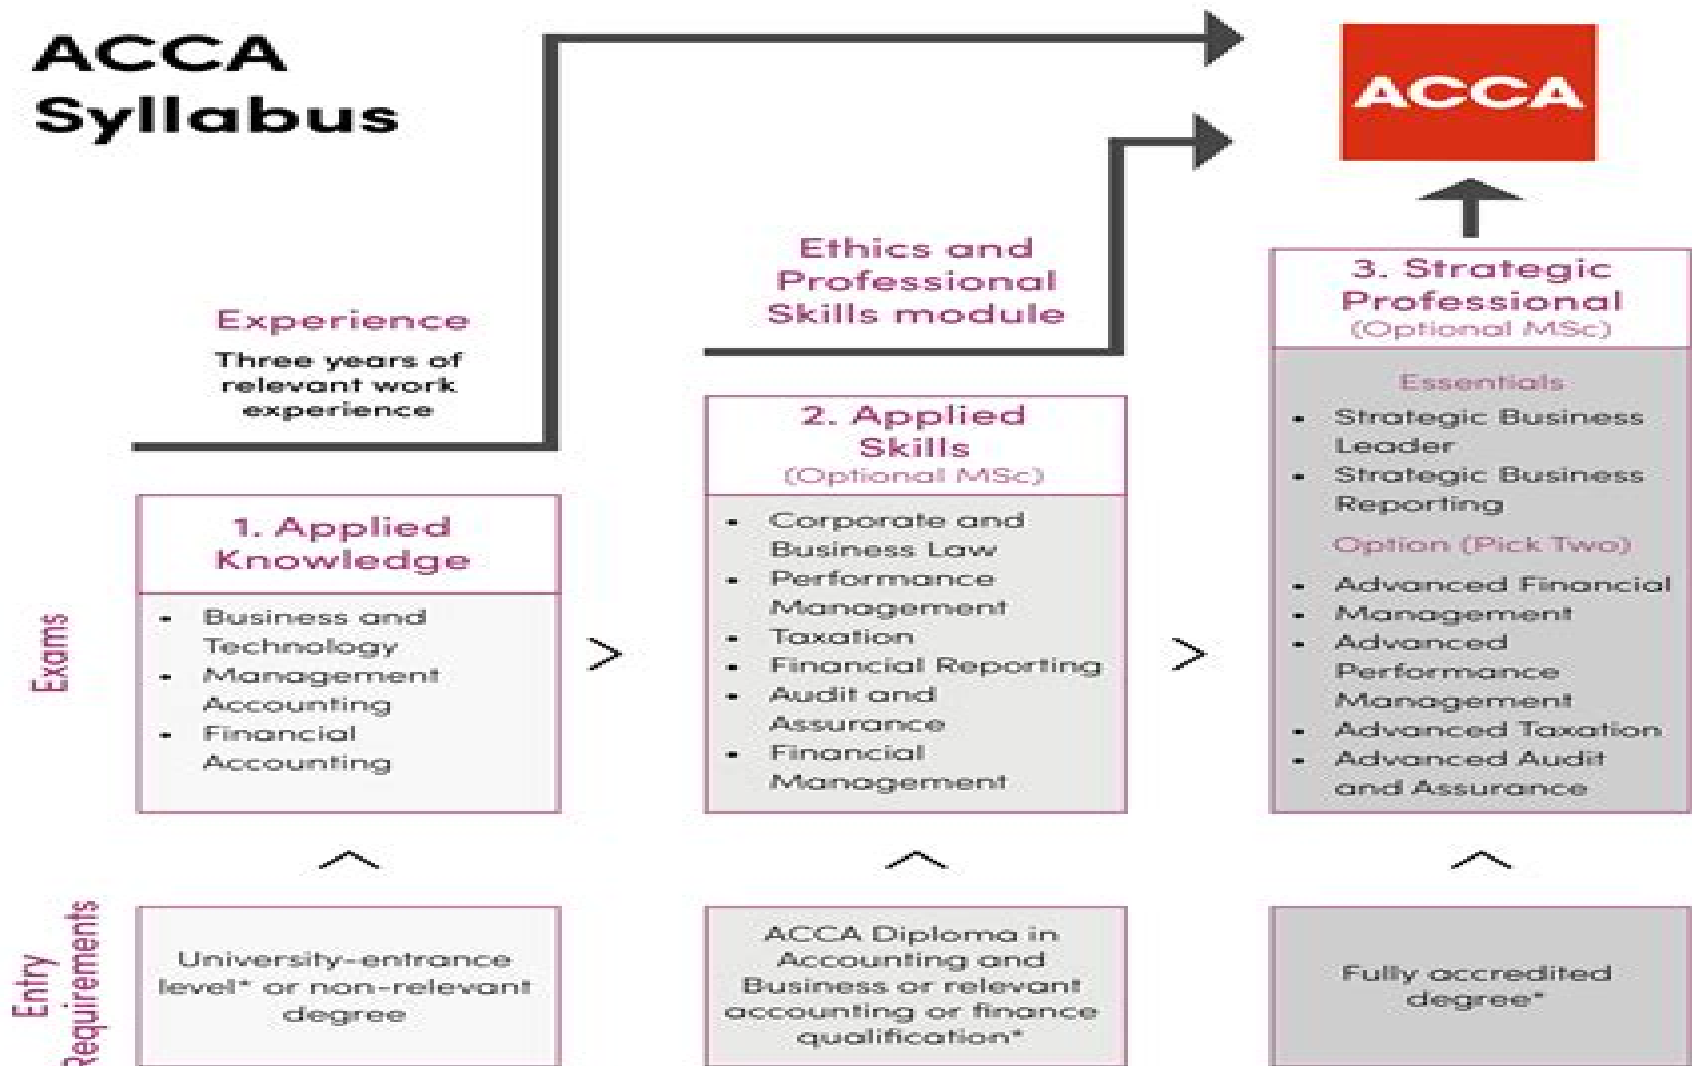 ACCA
Syllabus
ACCA
Experience
Three years of
relevant work
experience
Ethics and
Professional
Skills module
Exams
1. Applied
Knowledge
• Business and
Technology
• Management
Accounting
• Financial
Accounting
>
2. Applied
Skills
(Optional MSc)
• Corporate and
Business Law
• Performance
Management
• Taxation
• Financial Reporting
• Audit and
Assurance
• Financial
Management
>
3. Strategic
Professional
(Optional MSc)
Essentials
• Strategic Business
Leader
• Strategic Business
Reporting
Option (Pick Two)
• Advanced Financial
• Management
• Advanced
Performance
Management
• Advanced Taxation
• Advanced Audit
and Assurance
Entry
Requirements
University-entrance
level* or non-relevant
degree
ACCA Diploma in
Accounting and
Business or relevant
accounting or finance
qualification*
Fully accredited
degree*